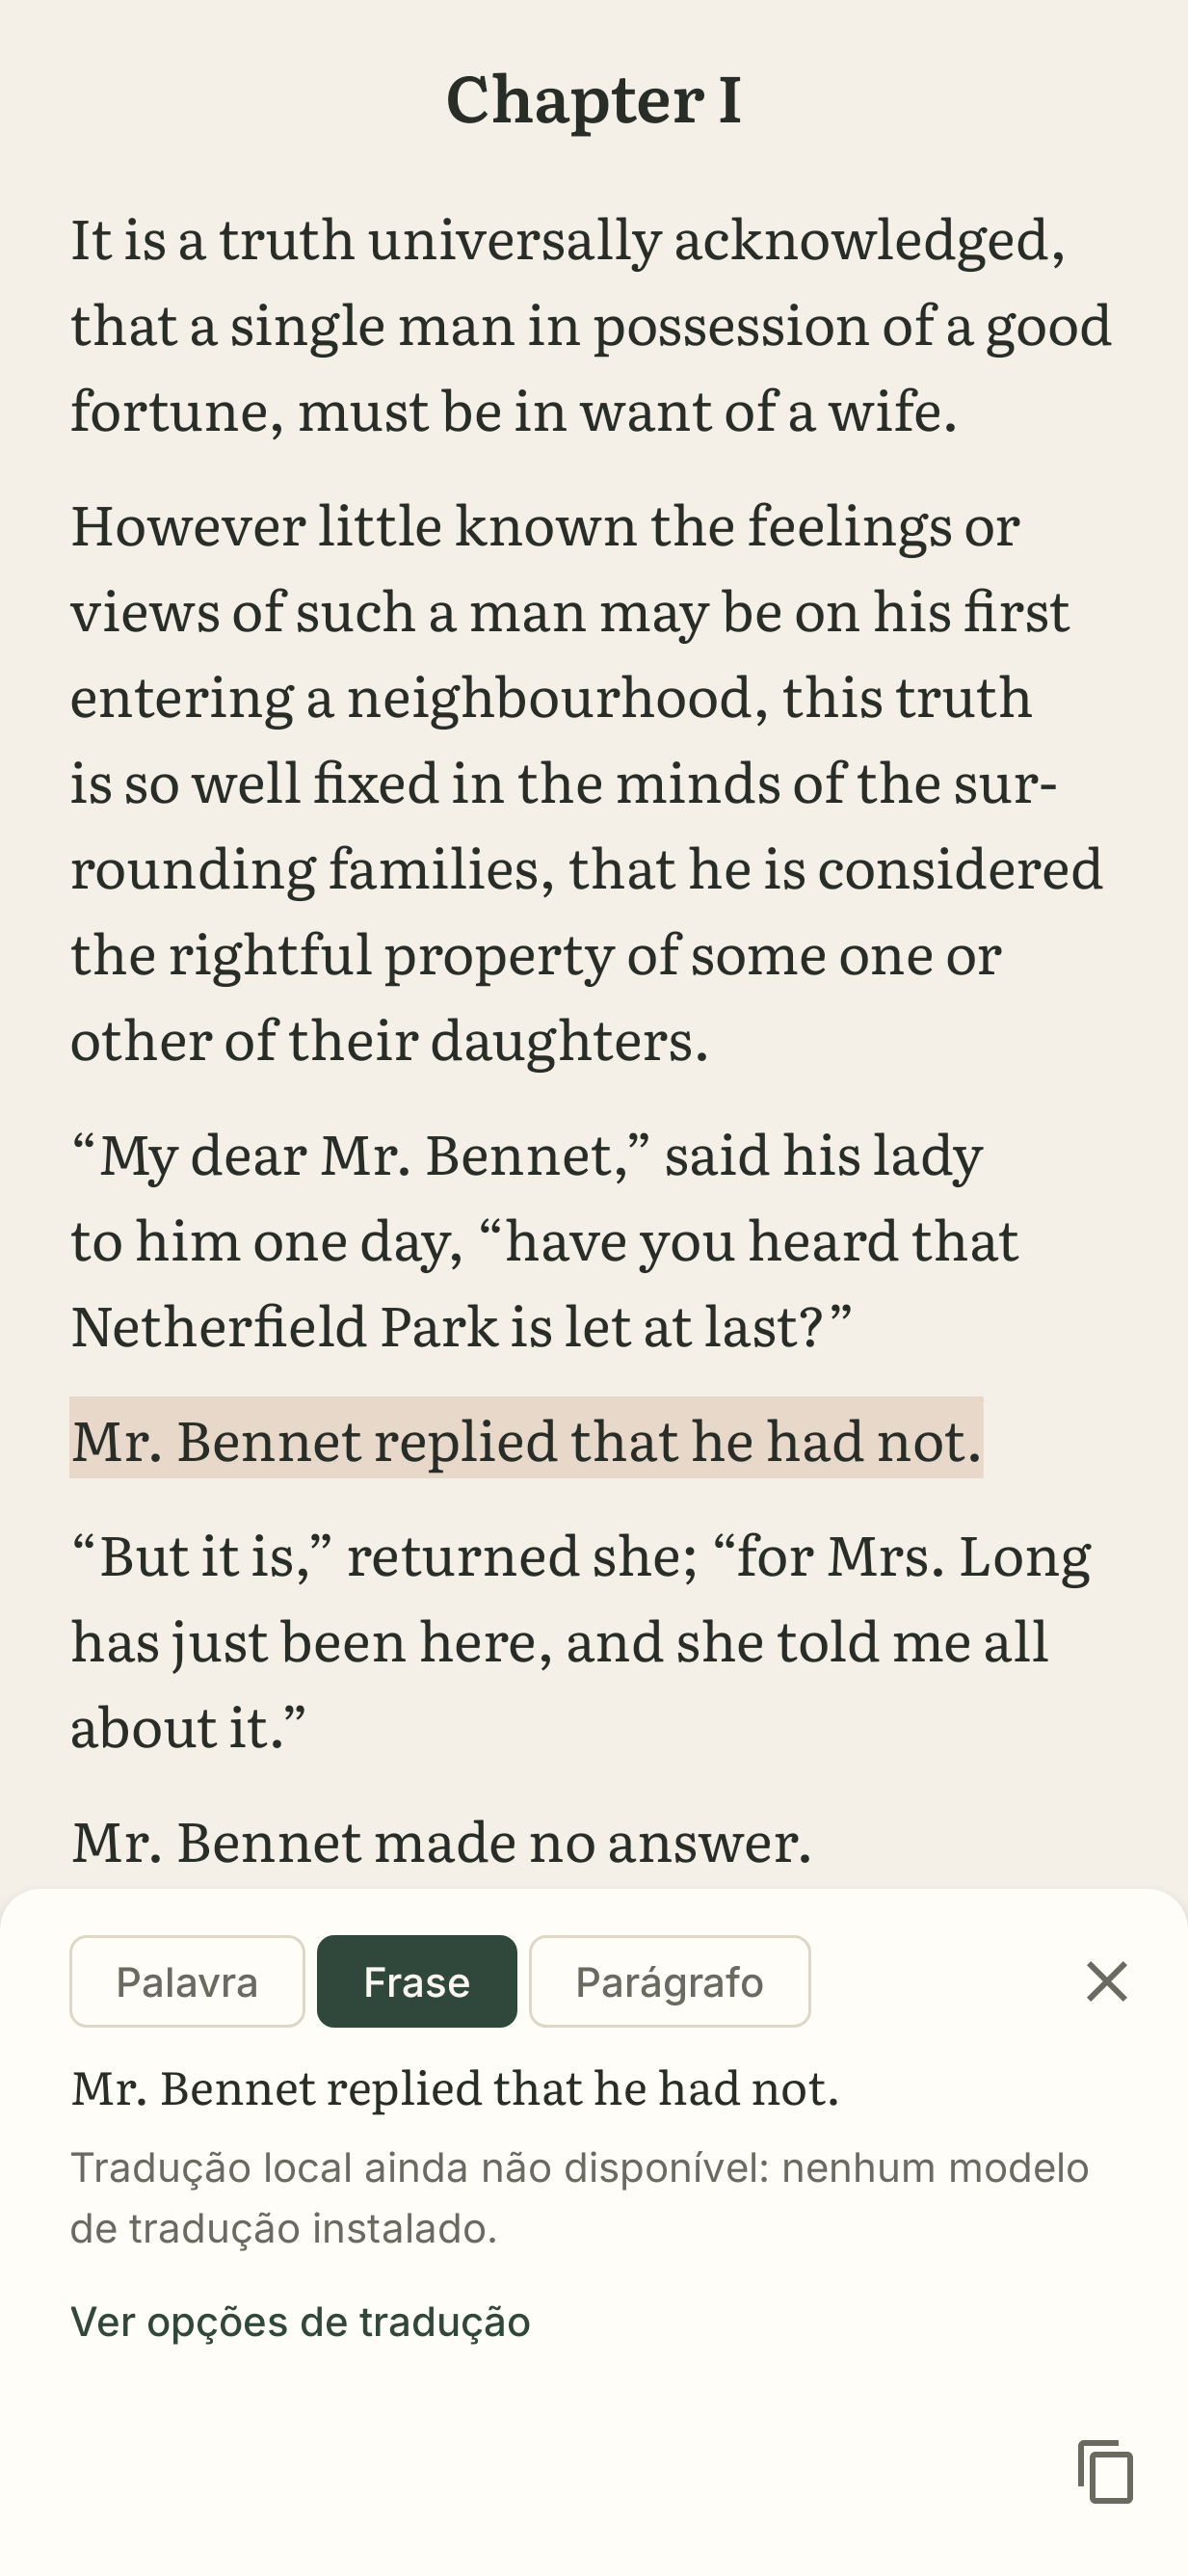 Chapter I
It is a truth universally acknowledged,
that a single man in possession of a good
fortune, must be in want of a wife.
However little known the feelings or
views of such a man may be on his first
entering a neighbourhood, this truth
is so well fixed in the minds of the sur-
rounding families, that he is considered
the rightful property of some one or
other of their daughters.
“My dear Mr. Bennet,” said his lady
to him one day, “have you heard that
Netherfield Park is let at last?”
Mr. Bennet replied that he had not.
“But it is,” returned she; “for Mrs. Long
has just been here, and she told me all
about it.”
Mr. Bennet made no answer.
Palavra Frase Parágrafo
Mr. Bennet replied that he had not.
Tradução local ainda não disponível: nenhum modelo
de tradução instalado.
Ver opções de tradução